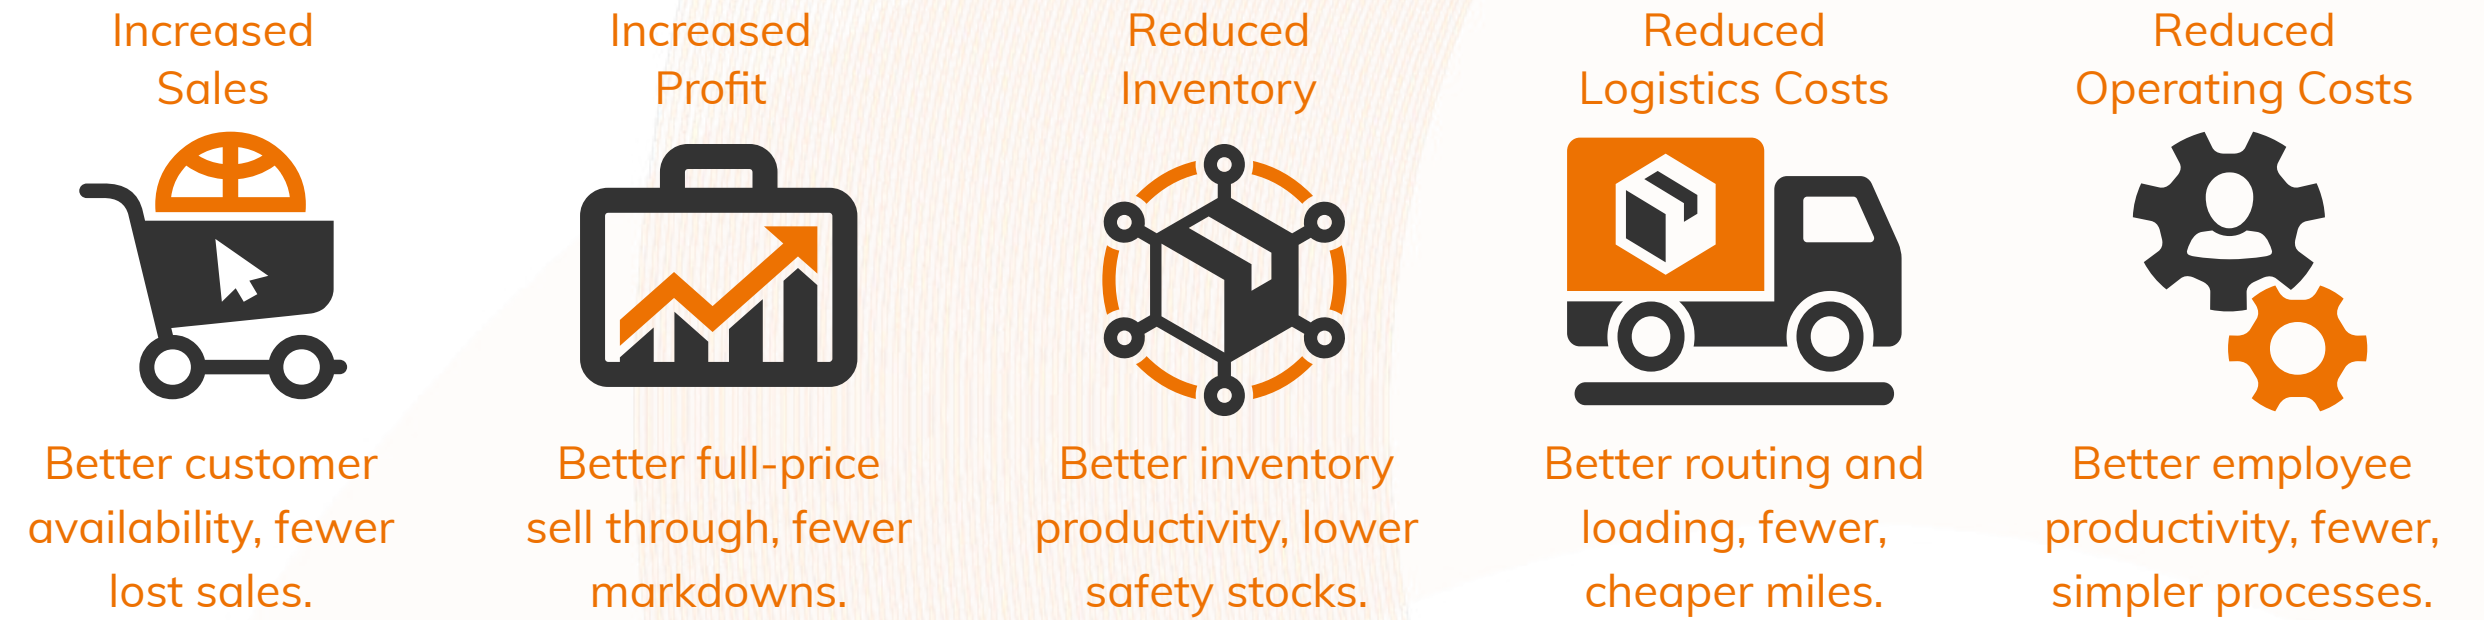 Increased
Sales
Better customer
availability, fewer
lost sales.
Increased
Profit
Better full-price
sell through, fewer
markdowns.
Reduced
Inventory
Better inventory
productivity, lower
safety stocks.
Reduced
Logistics Costs
Better routing and
loading, fewer,
cheaper miles.
Reduced
Operating Costs
Better employee
productivity, fewer,
simpler processes.